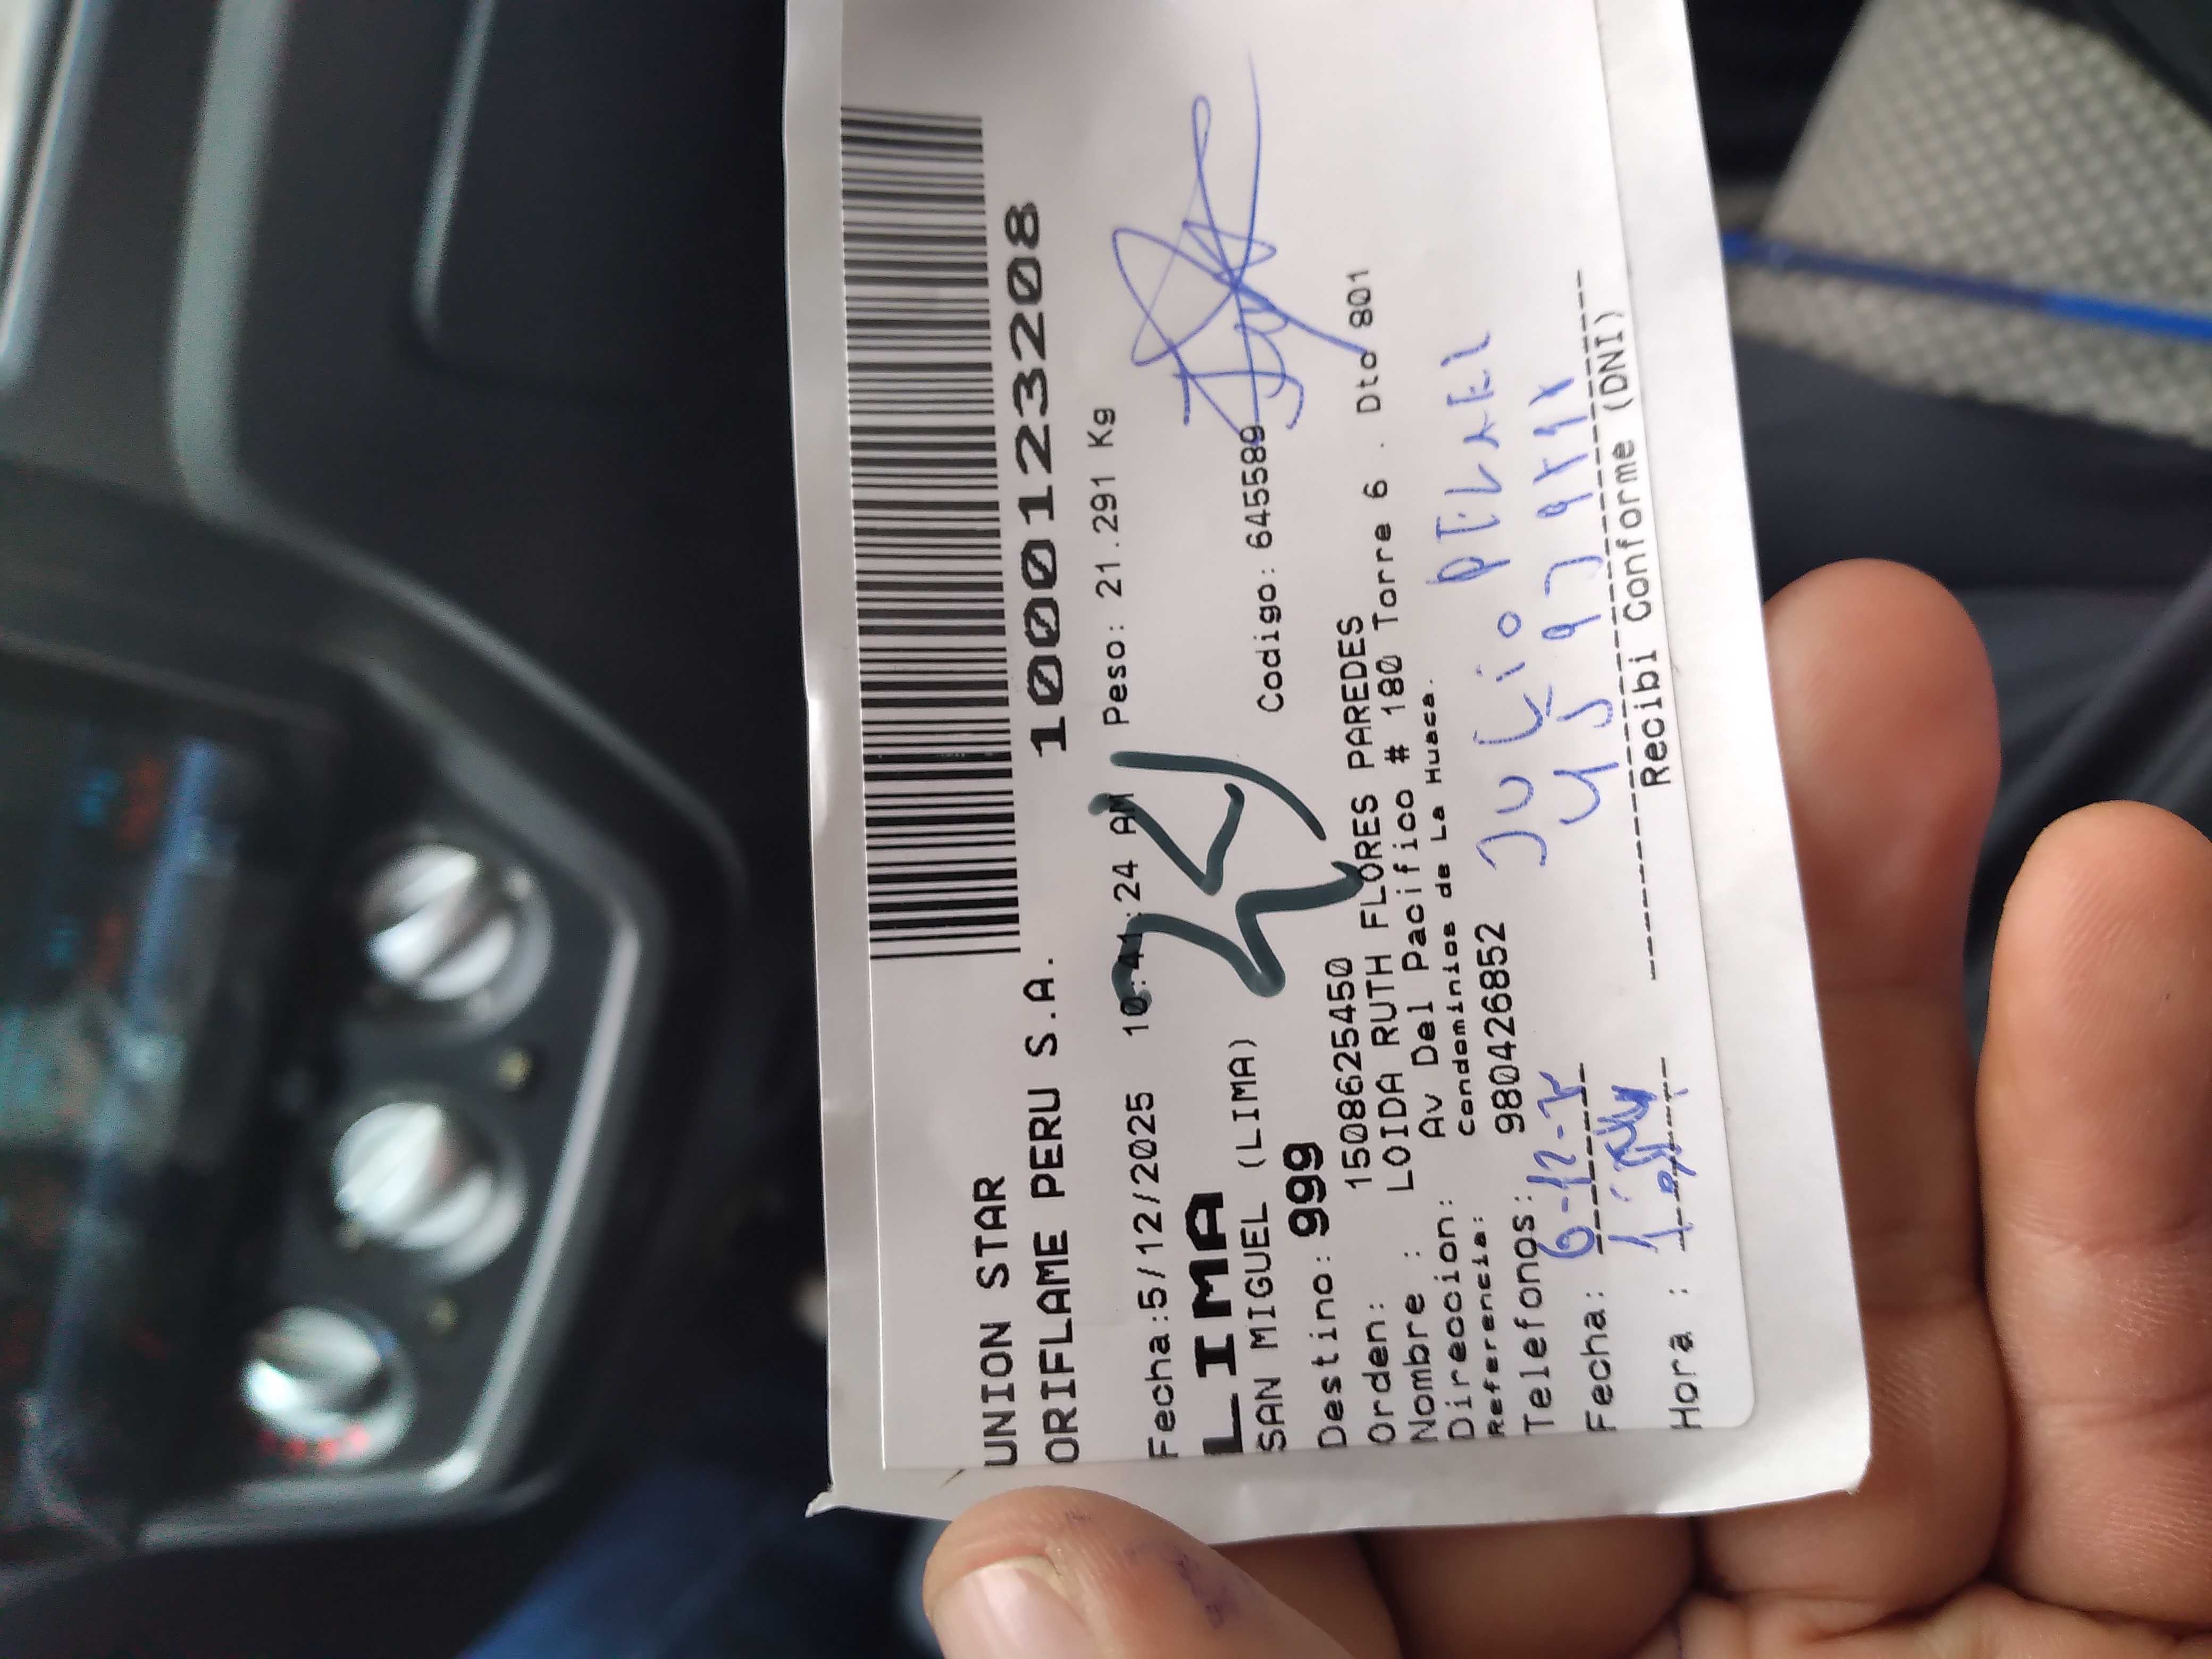 UNION STAR
ORIFLAME PERU S.A.
1000123208
Fecha:5/12/2025 10:41:24 AM Peso: 21.291 Kg
LIMA
SAN MIGUEL (LIMA)
Destino: 999 Codigo: 645589
Orden: 1508625450
Nombre : LOIDA RUTH FLORES PAREDES
Direccion: Av Del Pacifico # 180 Torre 6 . Dto 801
Referencia: Condominios de La Huaca.
Telefonos: 980426852
JULIO
Fecha: 6-12-
Hora :
Recibi Conforme (DNI)